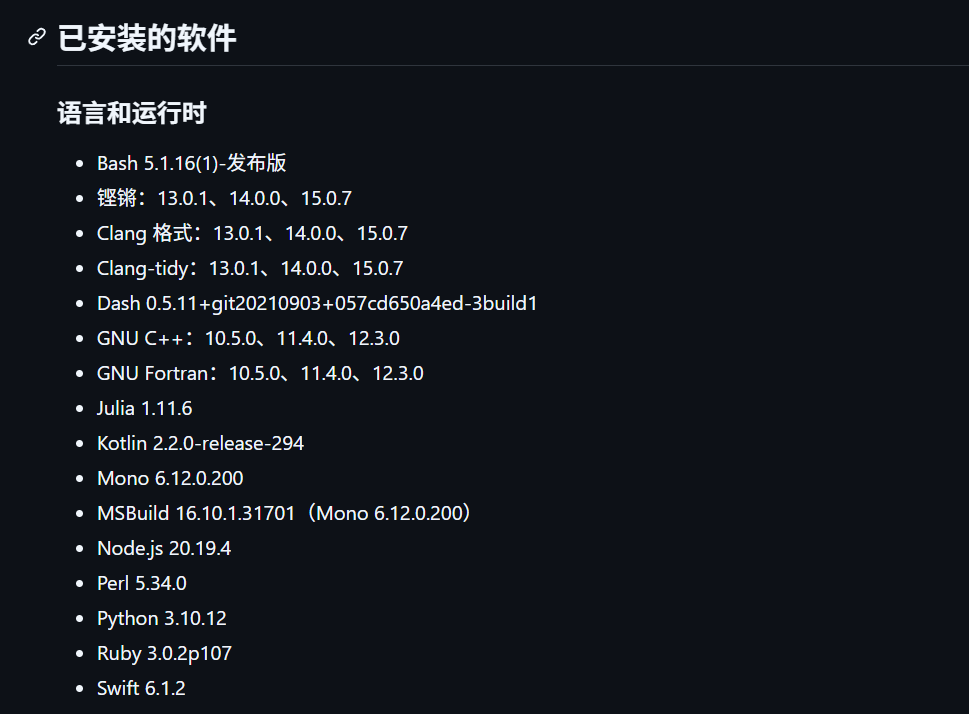 已安装的软件
语言和运行时
Bash 5.1.16(1)-发布版
铿锵：13.0.1、14.0.0、15.0.7
Clang 格式：13.0.1、14.0.0、15.0.7
Clang-tidy：13.0.1、14.0.0、15.0.7
Dash 0.5.11+git20210903+057cd650a4ed-3build1
GNU C++：10.5.0、11.4.0、12.3.0
GNU Fortran：10.5.0、11.4.0、12.3.0
Julia 1.11.6
Kotlin 2.2.0-release-294
Mono 6.12.0.200
MSBuild 16.10.1.31701（Mono 6.12.0.200）
Node.js 20.19.4
Perl 5.34.0
Python 3.10.12
Ruby 3.0.2p107
Swift 6.1.2